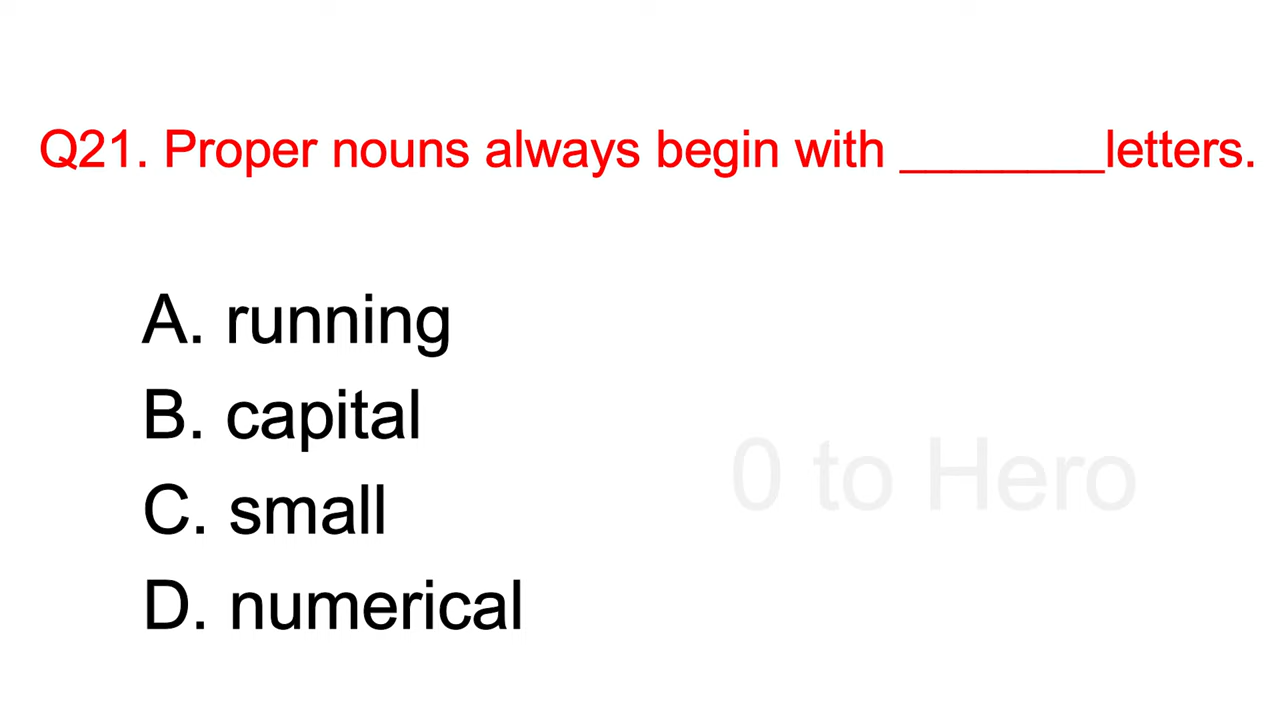 Q21. Proper nouns always begin with ________letters.
A. running
B. capital
0 to Hero
C. small
D. numerical